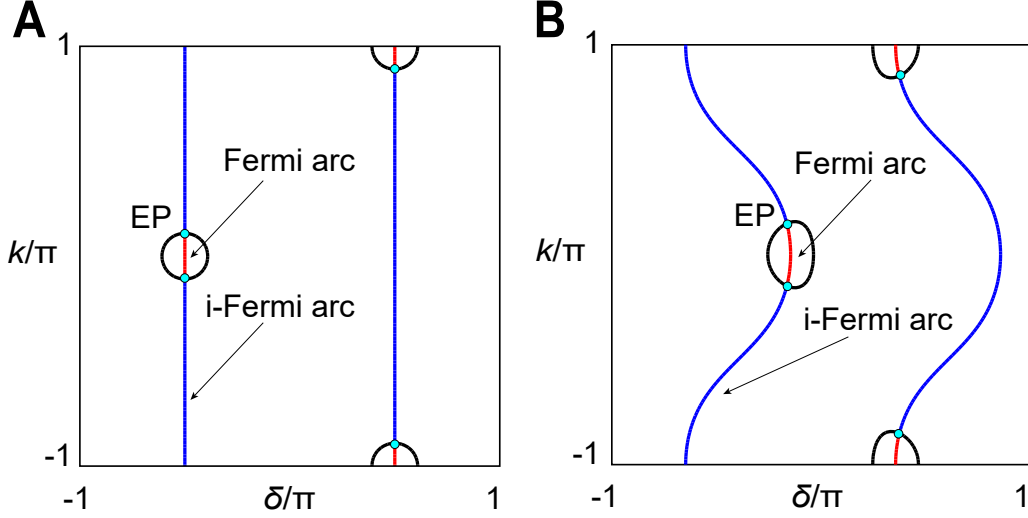 A
1
Fermi arc
EP
k/π
i-Fermi arc
-1
-1
δ/π
1
B
1
Fermi arc
EP
k/π
i-Fermi arc
-1
-1
δ/π
1